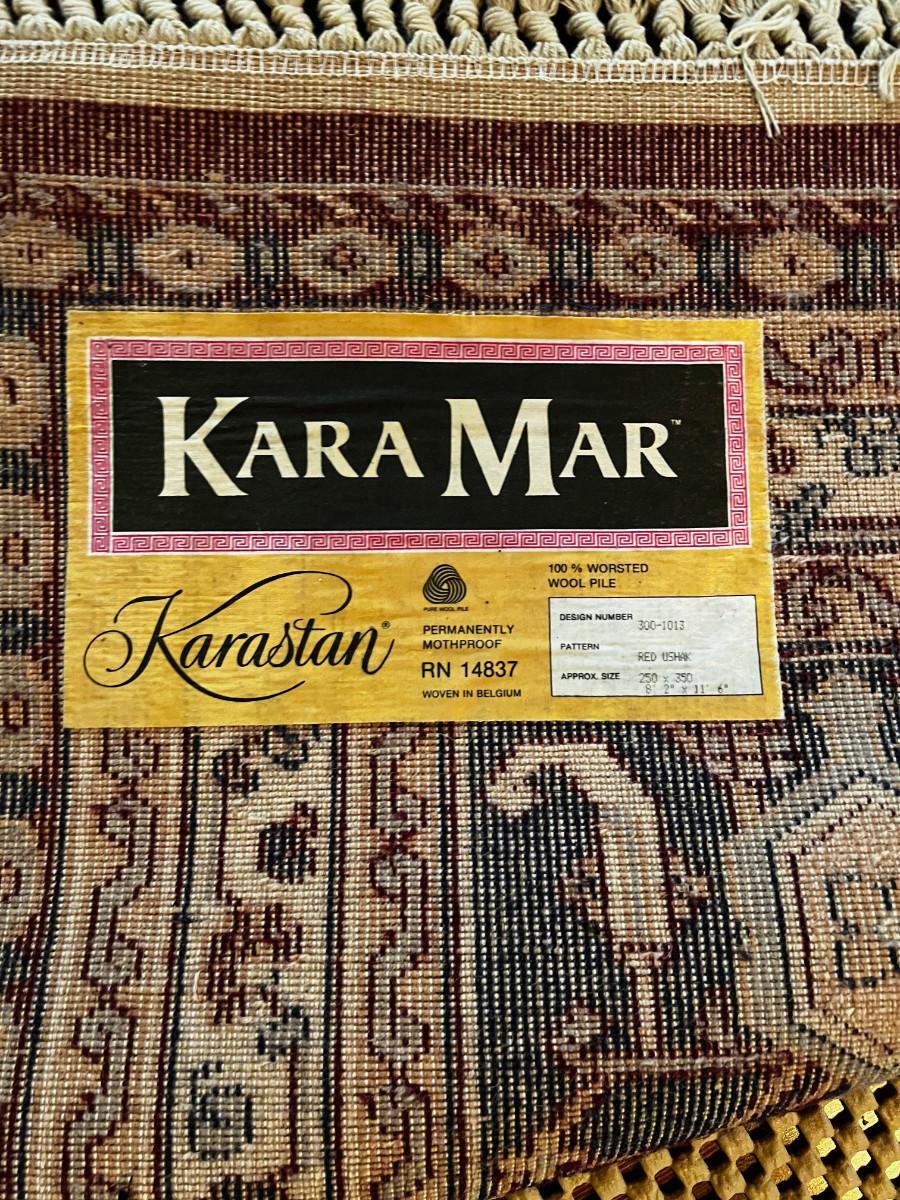 KARA MAR™
Karastan®
PURE WOOL PILE
PERMANENTLY
MOTHPROOF
RN 14837
WOVEN IN BELGIUM
100 % WORSTED
WOOL PILE
DESIGN NUMBER 300-1013
PATTERN RED USHAK
APPROX. SIZE 250 x 350
8' 2" x 11' 6"